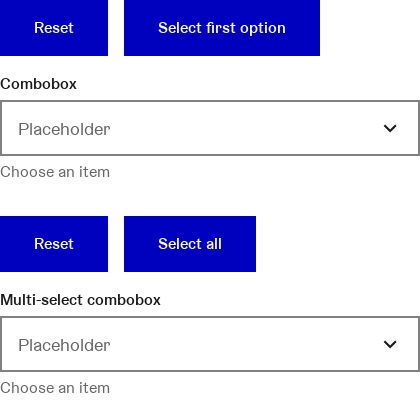 Reset
Select first option
Combobox
Placeholder
Choose an item
Reset
Select all
Multi-select combobox
Placeholder
Choose an item